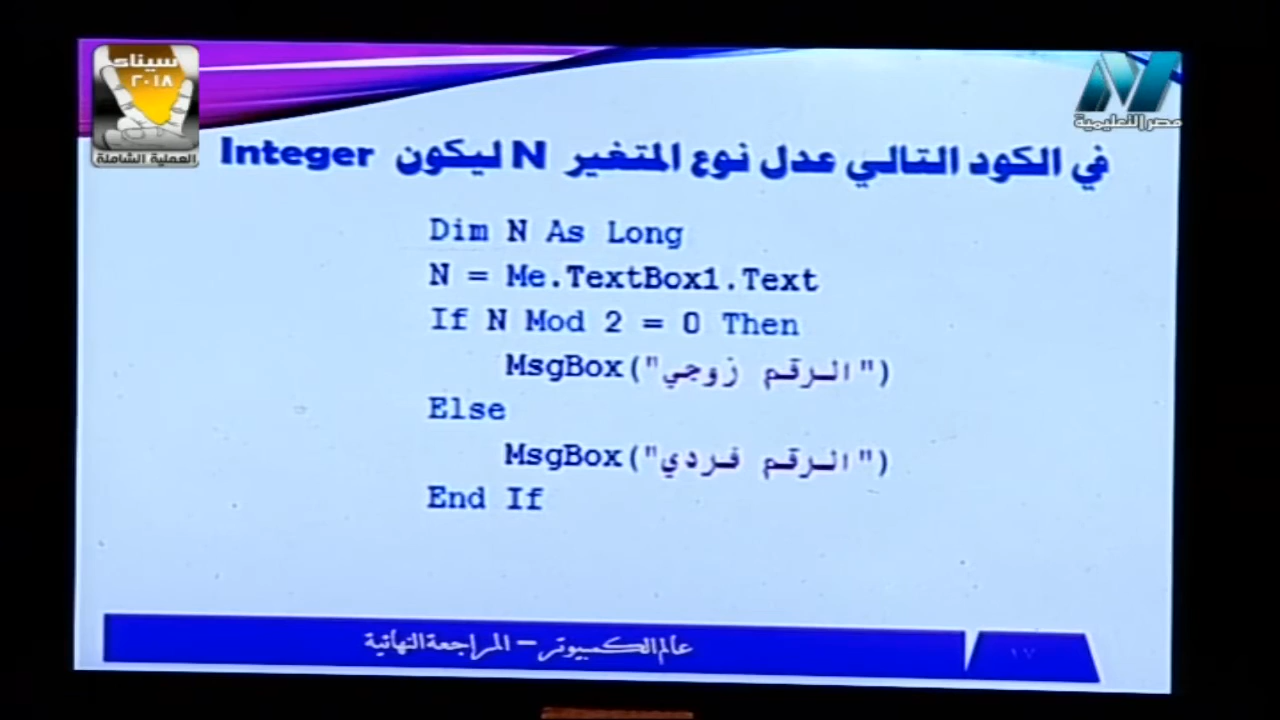 سيناء
٢٠١٨
العملية الشاملة
مصر التعليمية
في الكود التالي عدل نوع المتغير N ليكون Integer
Dim N As Long
N = Me.TextBox1.Text
If N Mod 2 = 0 Then
MsgBox("الرقم زوجي")
Else
MsgBox("الرقم فردي")
End If
عالم الكمبيوتر – المراجعة النهائية
١٧